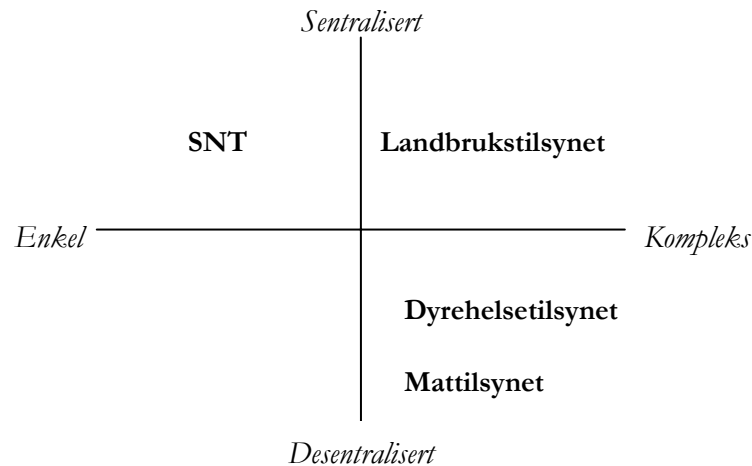 Sentralisert
SNT Landbrukstilsynet
Enkel Kompleks
Dyrehelsetilsynet
Mattilsynet
Desentralisert